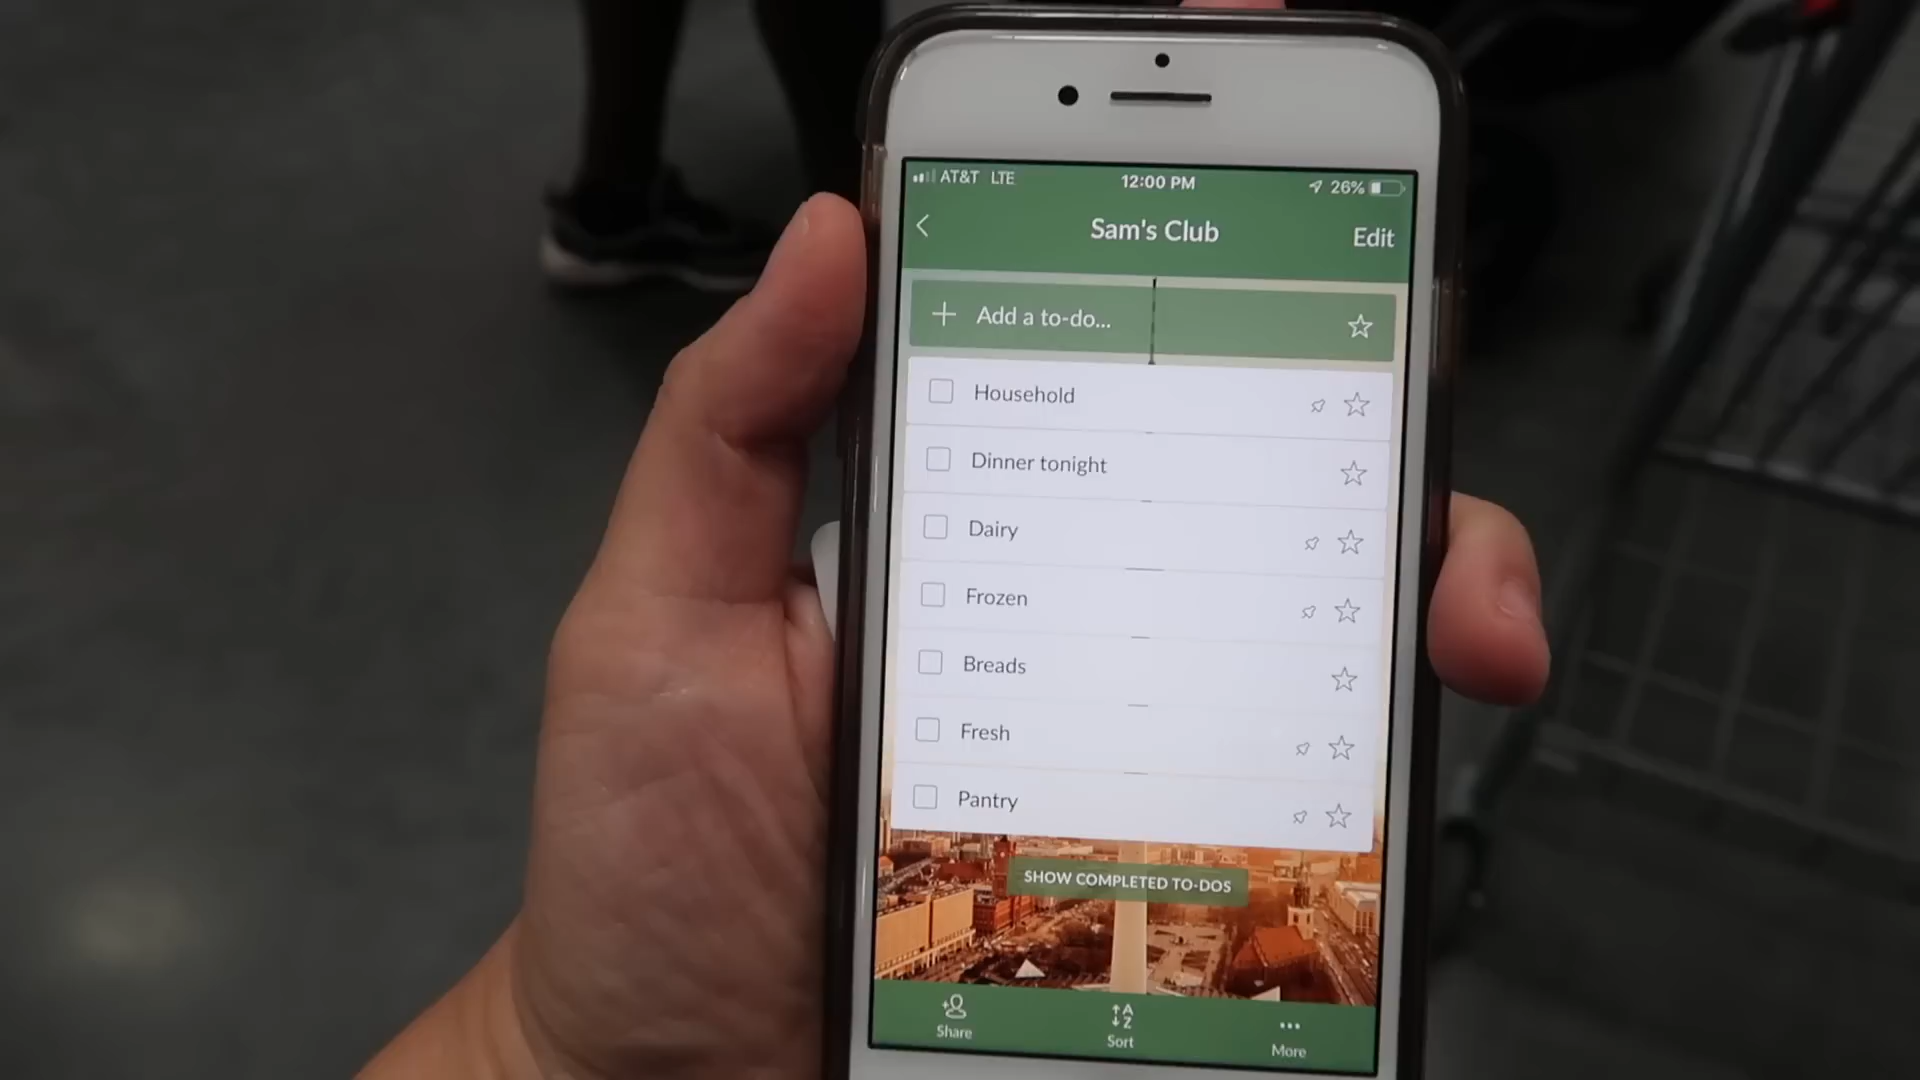 AT&T LTE 12:00 PM 26%
Sam's Club Edit
Add a to-do...
Household
Dinner tonight
Dairy
Frozen
Breads
Fresh
Pantry
SHOW COMPLETED TO-DOS
Share Sort More